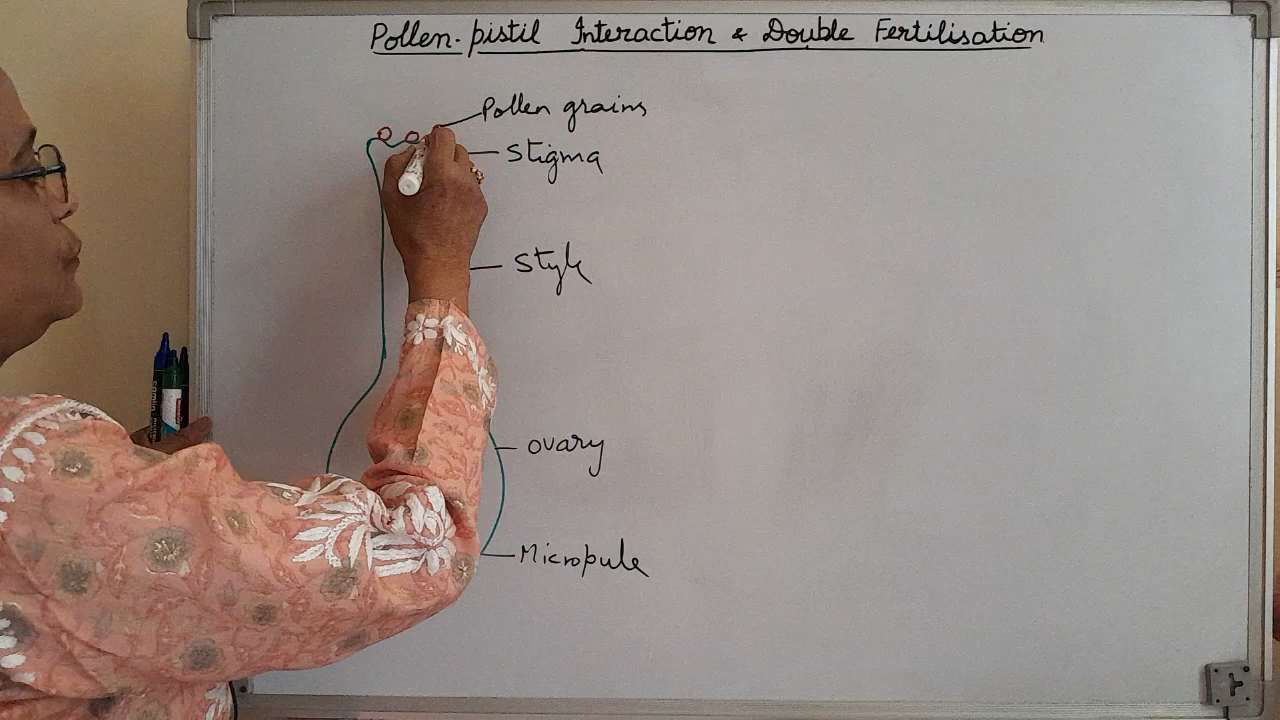 Pollen-pistil Interaction & Double Fertilisation
Pollen grains
Stigma
Style
ovary
Micropule